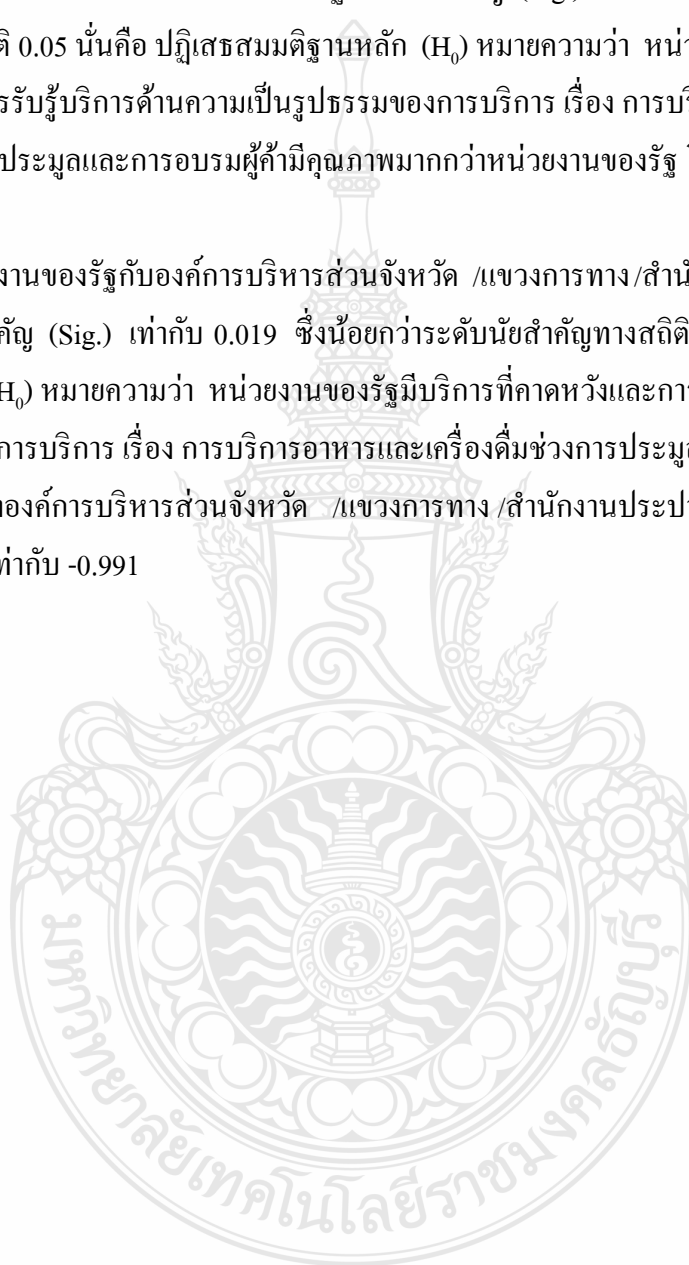 ติ 0.05 นั่นคือ ปฏิเสธสมมติฐานหลัก (H₀) หมายความว่า
รับรู้บริการด้านความเป็นรูปธรรมของการบริการ เรื่อง
ประมูลและการอบรมผู้ค้ามีคุณภาพมากกว่าหน่วยงานของรัฐ
งานของรัฐกับองค์การบริหารส่วนจังหวัด /แขวงการทาง/
คัญ (Sig.) เท่ากับ 0.019 ซึ่งน้อยกว่าระดับนัยสำคัญทางสถิติ
H₀) หมายความว่า หน่วยงานของรัฐมีบริการที่คาดหวังและ
การบริการ เรื่อง การบริการอาหารและเครื่องดื่มช่วงการประมูล
องค์การบริหารส่วนจังหวัด /แขวงการทาง /สำนักงานประปา
ท่ากับ -0.991
มหาวิทยาลัยเทคโนโลยีราชมงคลธัญบุรี